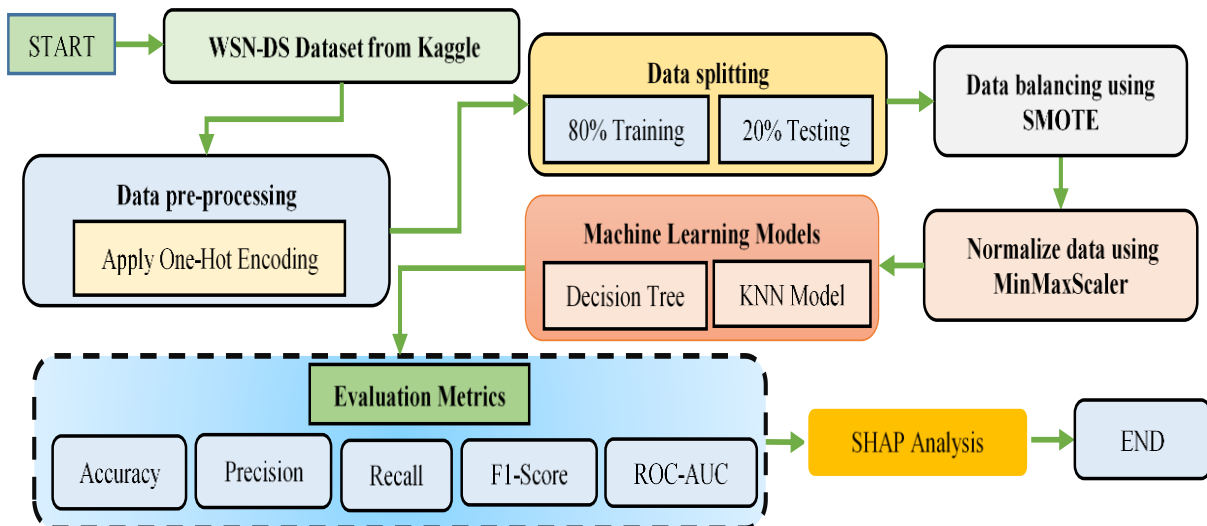 START
WSN-DS Dataset from Kaggle
Data pre-processing
Apply One-Hot Encoding
Data splitting
80% Training
20% Testing
Data balancing using
SMOTE
Normalize data using
MinMaxScaler
Machine Learning Models
Decision Tree
KNN Model
Evaluation Metrics
Accuracy
Precision
Recall
F1-Score
ROC-AUC
SHAP Analysis
END